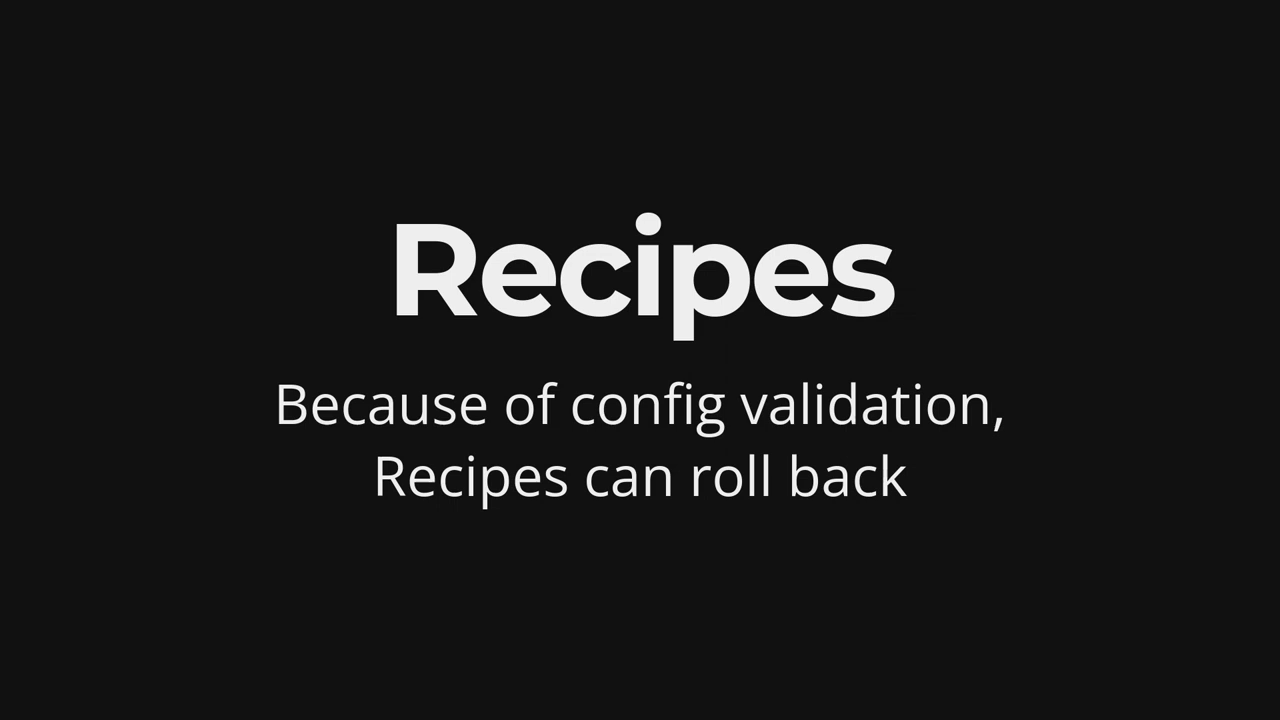 Recipes
Because of config validation,
Recipes can roll back